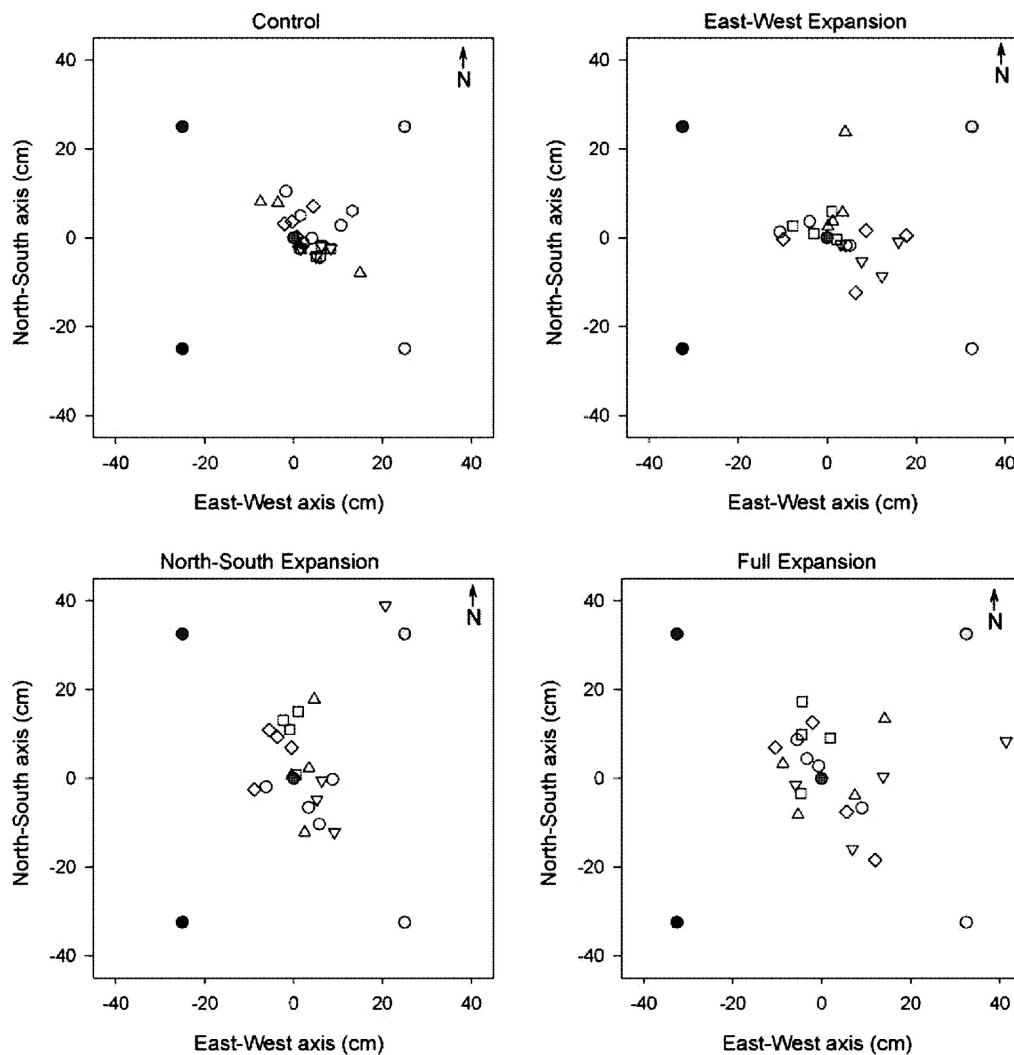 Control
East-West Expansion
40
20
0
-20
-40
North-South axis (cm)
N
-40 -20 0 20 40
East-West axis (cm)
40
20
0
-20
-40
North-South axis (cm)
N
-40 -20 0 20 40
East-West axis (cm)
North-South Expansion
Full Expansion
40
20
0
-20
-40
North-South axis (cm)
N
-40 -20 0 20 40
East-West axis (cm)
40
20
0
-20
-40
North-South axis (cm)
N
-40 -20 0 20 40
East-West axis (cm)